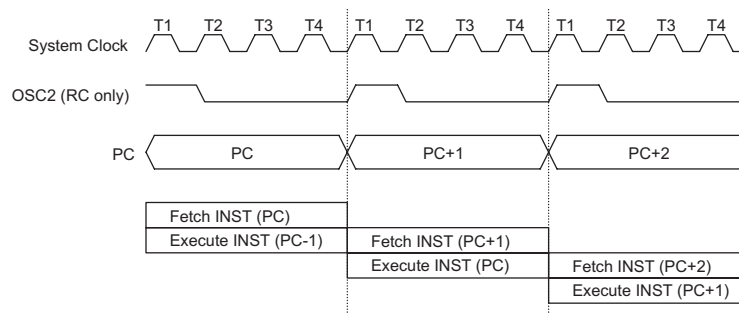 T1 T2 T3 T4 T1 T2 T3 T4 T1 T2 T3 T4
System Clock
OSC2 (RC only)
PC PC PC+1 PC+2
Fetch INST (PC)
Execute INST (PC-1) Fetch INST (PC+1)
Execute INST (PC) Fetch INST (PC+2)
Execute INST (PC+1)